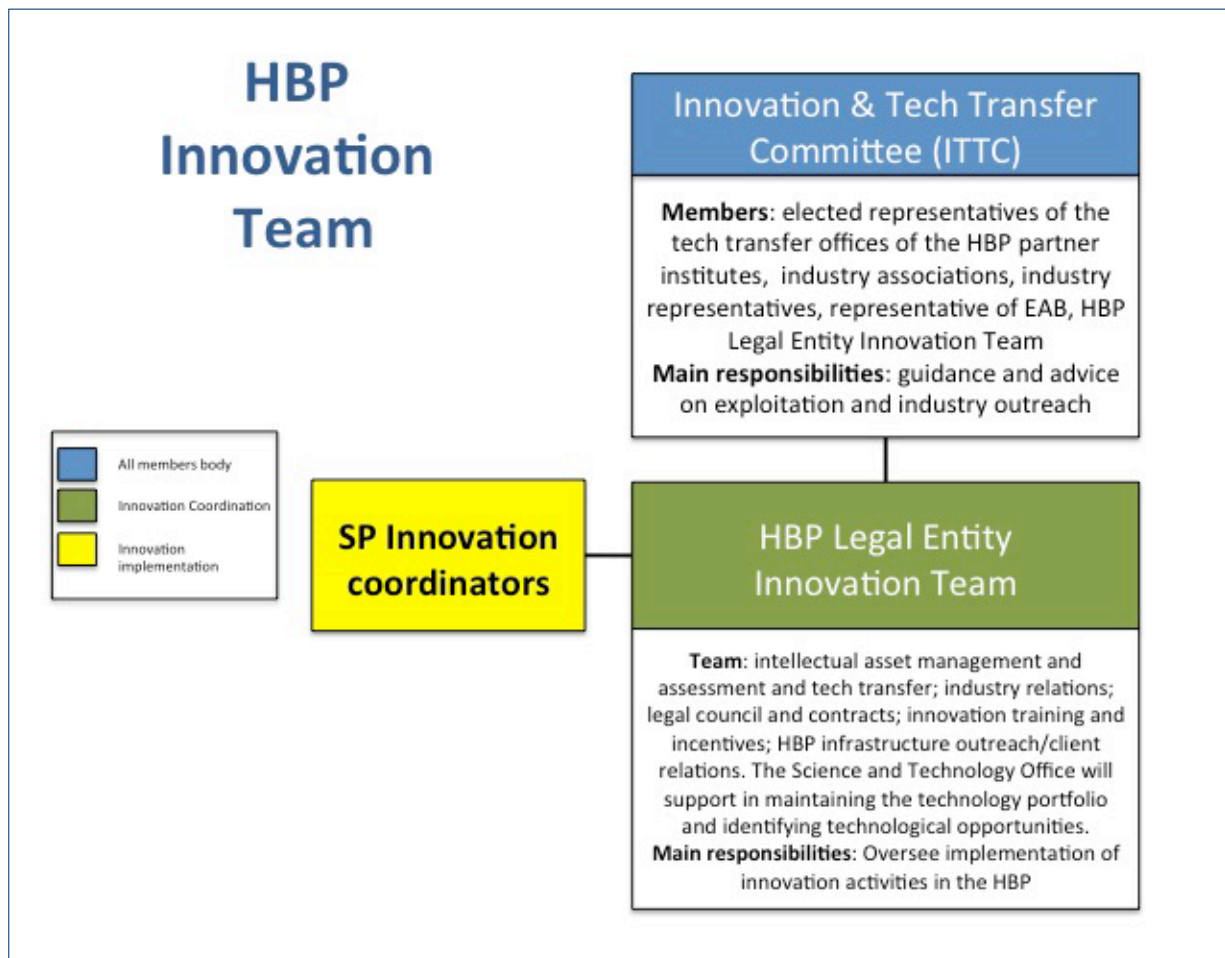 HBP
Innovation
Team
Innovation & Tech Transfer
Committee (ITTC)
Members: elected representatives of the
tech transfer offices of the HBP partner
institutes, industry associations, industry
representatives, representative of EAB, HBP
Legal Entity Innovation Team
Main responsibilities: guidance and advice
on exploitation and industry outreach
All members body
Innovation Coordination
Innovation
implementation
SP Innovation
coordinators
HBP Legal Entity
Innovation Team
Team: intellectual asset management and
assessment and tech transfer; industry relations;
legal council and contracts; innovation training and
incentives; HBP infrastructure outreach/client
relations. The Science and Technology Office will
support in maintaining the technology portfolio
and identifying technological opportunities.
Main responsibilities: Oversee implementation of
innovation activities in the HBP